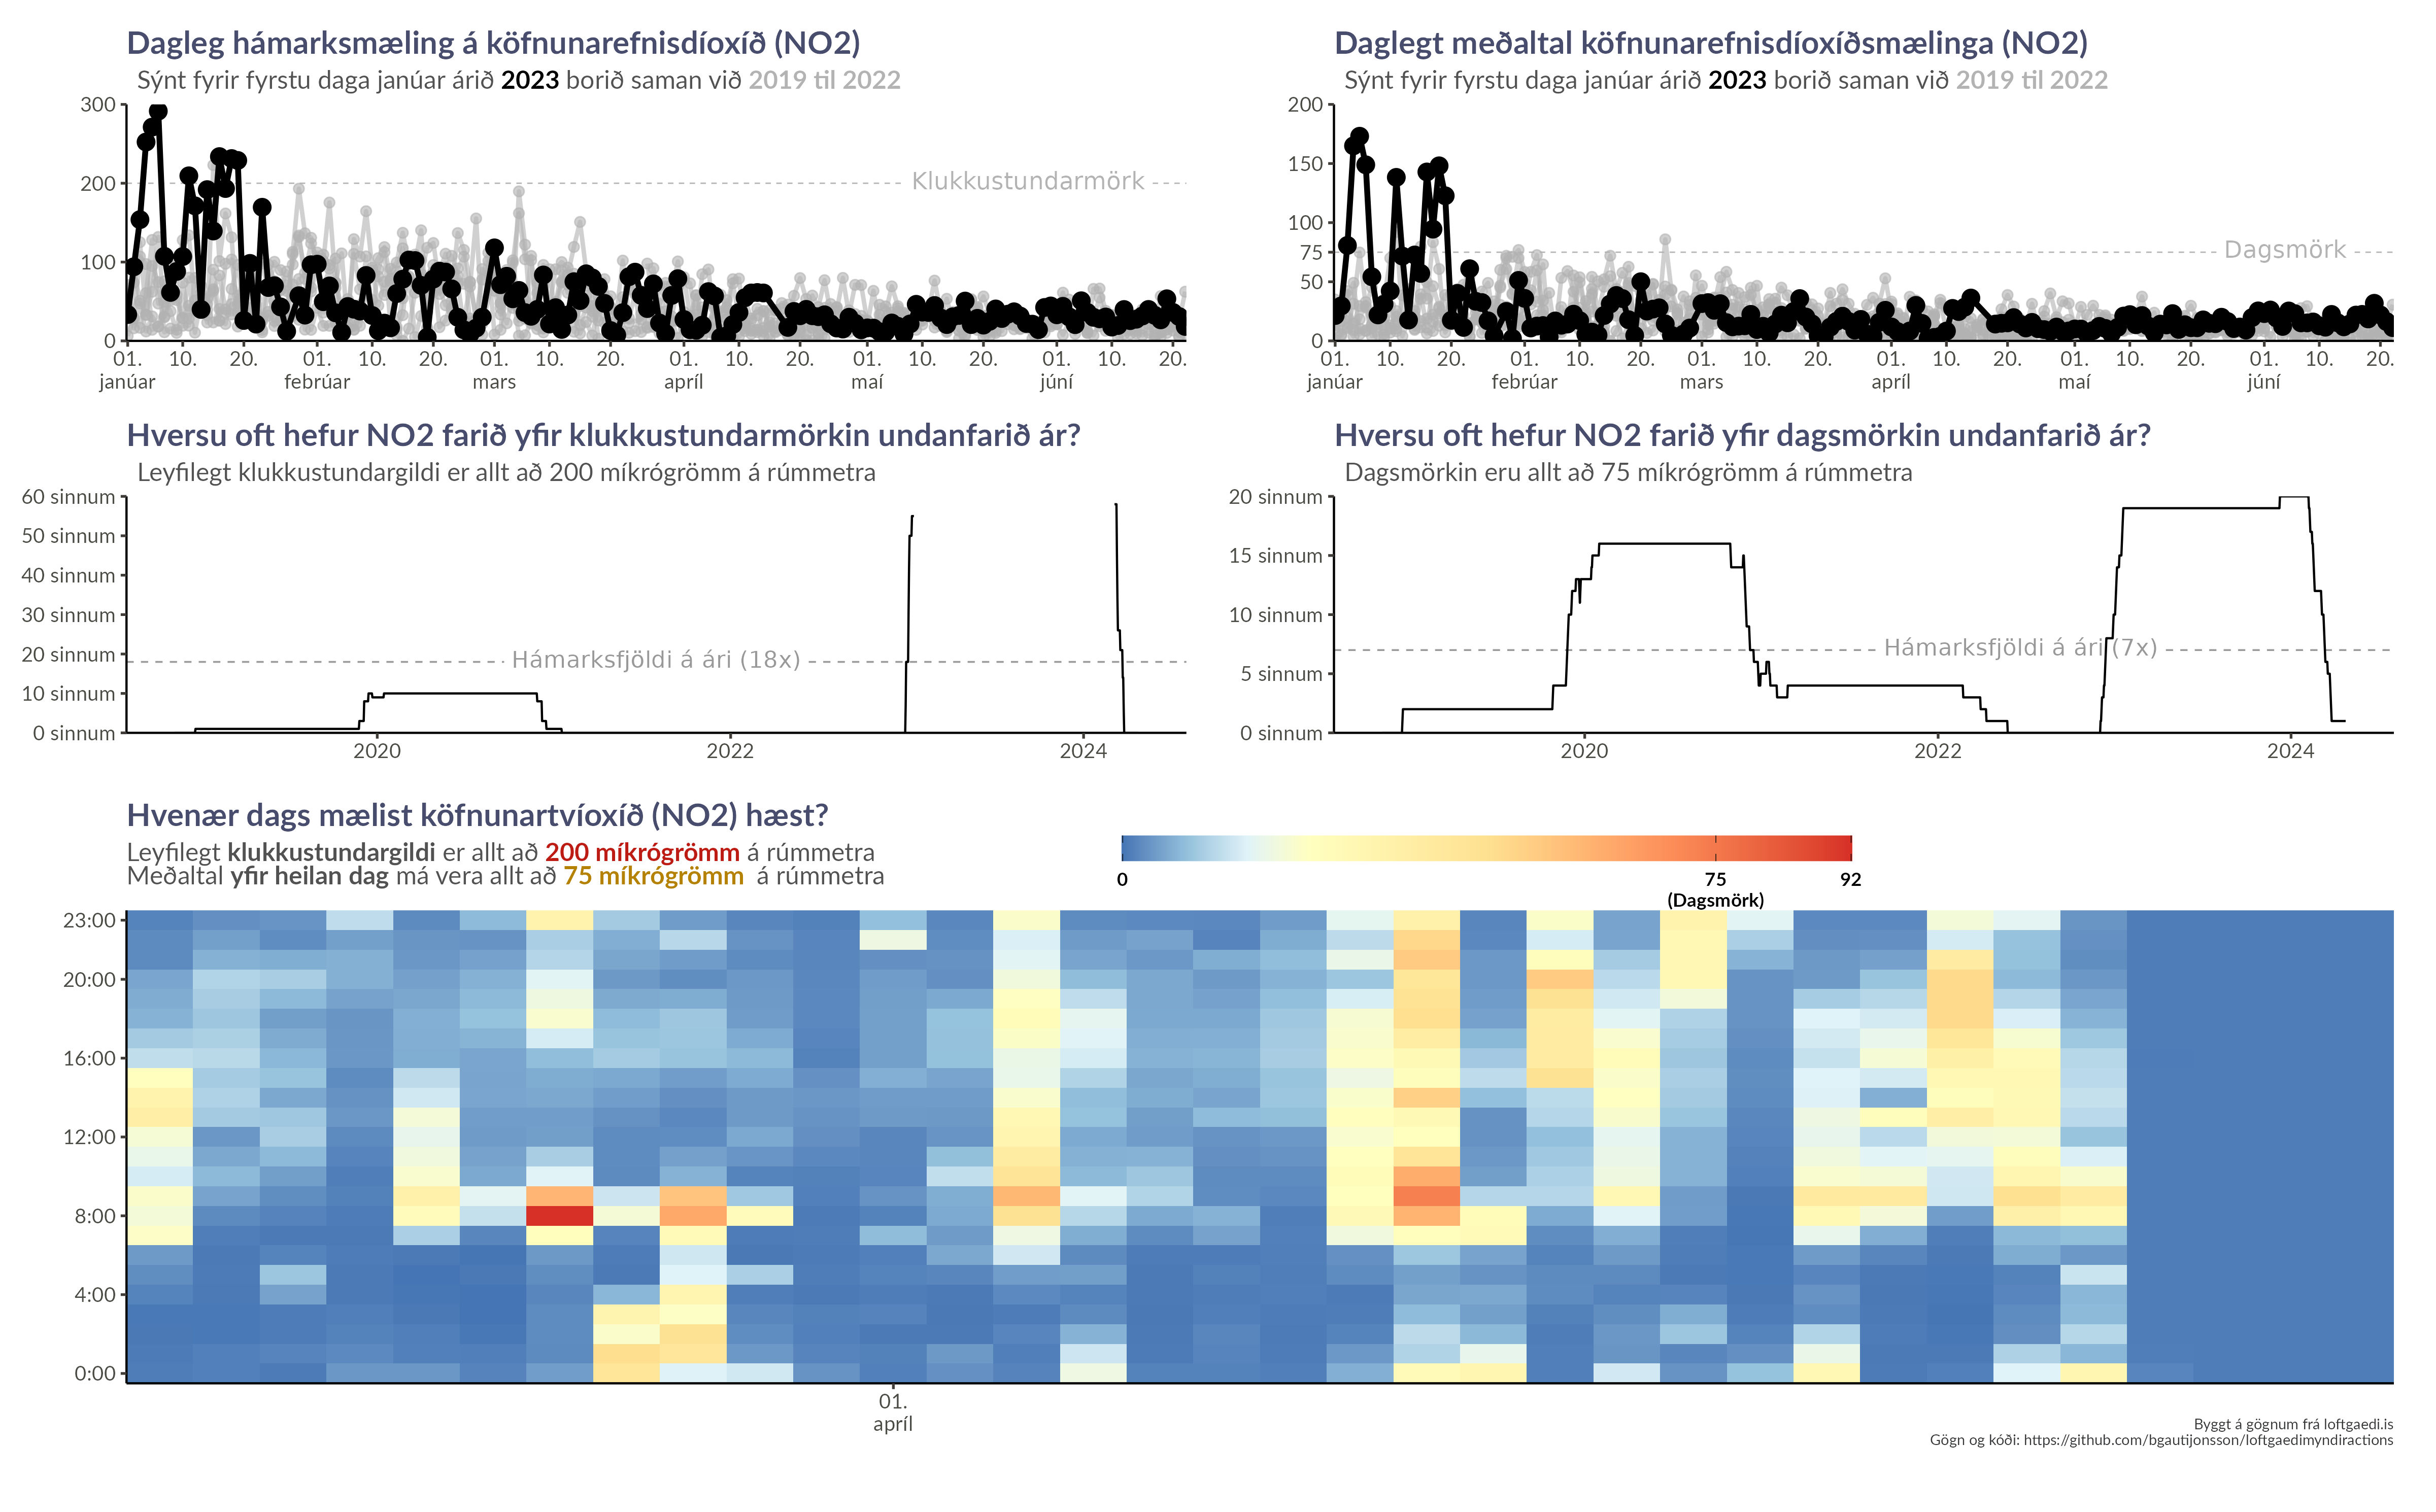 Dagleg hámarksmæling á köfnunarefnisdíoxíð (NO2)
Sýnt fyrir fyrstu daga janúar árið 2023 borið saman við 2019 til 2022
300
200
100
0
Klukkustundarmörk
01. 10. 20. 01. 10. 20. 01. 10. 20. 01. 10. 20. 01. 10. 20. 01. 10. 20.
janúar febrúar mars apríl maí júní
Daglegt meðaltal köfnunarefnisdíoxíðsmælinga (NO2)
Sýnt fyrir fyrstu daga janúar árið 2023 borið saman við 2019 til 2022
200
150
100
75
50
0
Dagsmörk
01. 10. 20. 01. 10. 20. 01. 10. 20. 01. 10. 20. 01. 10. 20. 01. 10. 20.
janúar febrúar mars apríl maí júní
Hversu oft hefur NO2 farið yfir klukkustundarmörkin undanfarið ár?
Leyfilegt klukkustundargildi er allt að 200 míkrógrömm á rúmmetra
60 sinnum
50 sinnum
40 sinnum
30 sinnum
20 sinnum
10 sinnum
0 sinnum
Hámarksfjöldi á ári (18x)
2020 2022 2024
Hversu oft hefur NO2 farið yfir dagsmörkin undanfarið ár?
Dagsmörkin eru allt að 75 míkrógrömm á rúmmetra
20 sinnum
15 sinnum
10 sinnum
5 sinnum
0 sinnum
Hámarksfjöldi á ári (7x)
2020 2022 2024
Hvenær dags mælist köfnunartvíoxíð (NO2) hæst?
Leyfilegt klukkustundargildi er allt að 200 míkrógrömm á rúmmetra
Meðaltal yfir heilan dag má vera allt að 75 míkrógrömm á rúmmetra
0 75 92
(Dagsmörk)
23:00
20:00
16:00
12:00
8:00
4:00
0:00
01.
apríl
Byggt á gögnum frá loftgaedi.is
Gögn og kóði: https://github.com/bgautijonsson/loftgaedimyndiractions